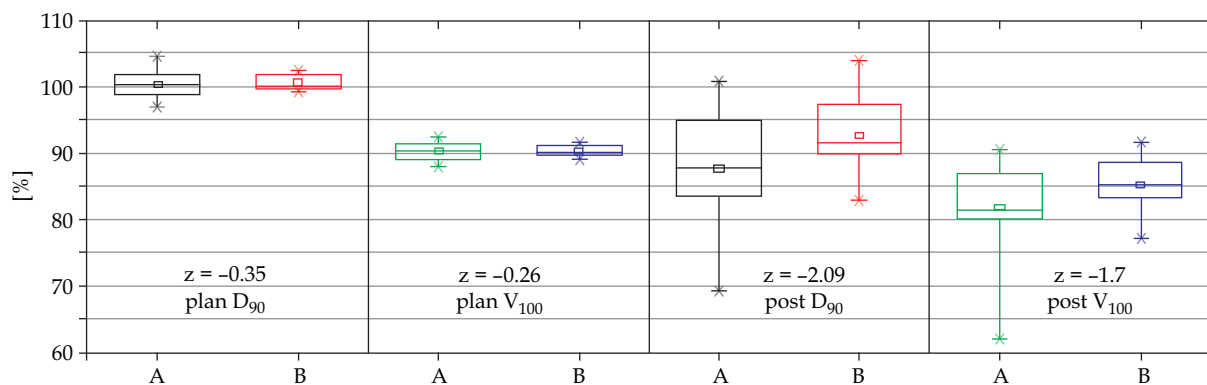 110
100
90
80
70
60
[%]
z = –0.35
plan D90
z = –0.26
plan V100
z = –2.09
post D90
z = –1.7
post V100
A B A B A B A B